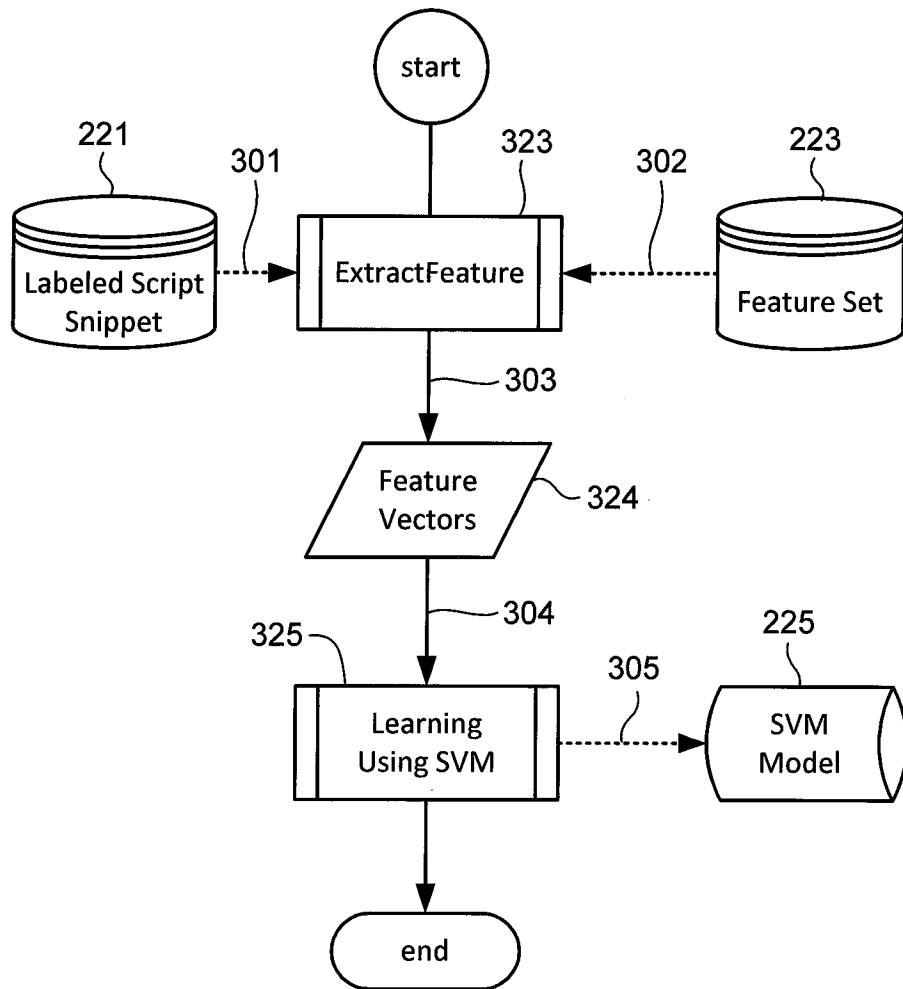 start
221
301
323
302
223
Labeled Script
Snippet
ExtractFeature
Feature Set
303
Feature
Vectors
324
304
325
305
225
Learning
Using SVM
SVM
Model
end